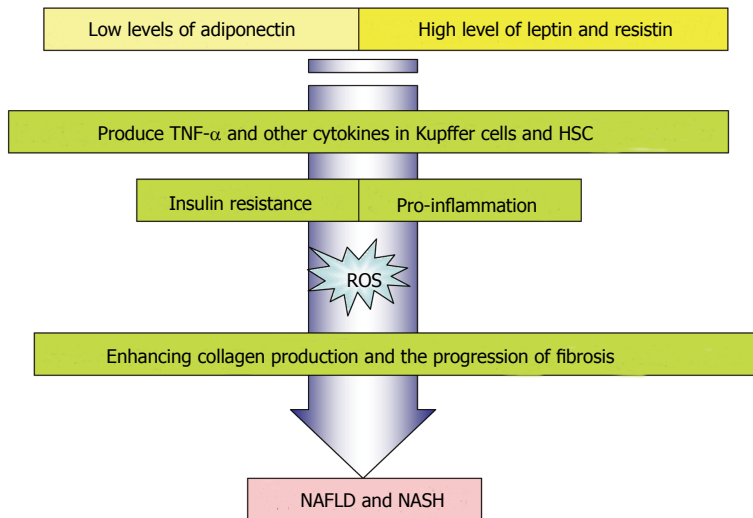 Low levels of adiponectin
High level of leptin and resistin
Produce TNF-α and other cytokines in Kupffer cells and HSC
Insulin resistance
Pro-inflammation
ROS
Enhancing collagen production and the progression of fibrosis
NAFLD and NASH